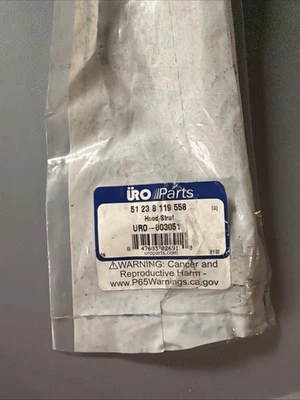 ÜRO Parts
51 23 8 119 558
Hood Strut
URO-003051
uroparts.com
⚠WARNING: Cancer and
Reproductive Harm -
www.P65Warnings.ca.gov